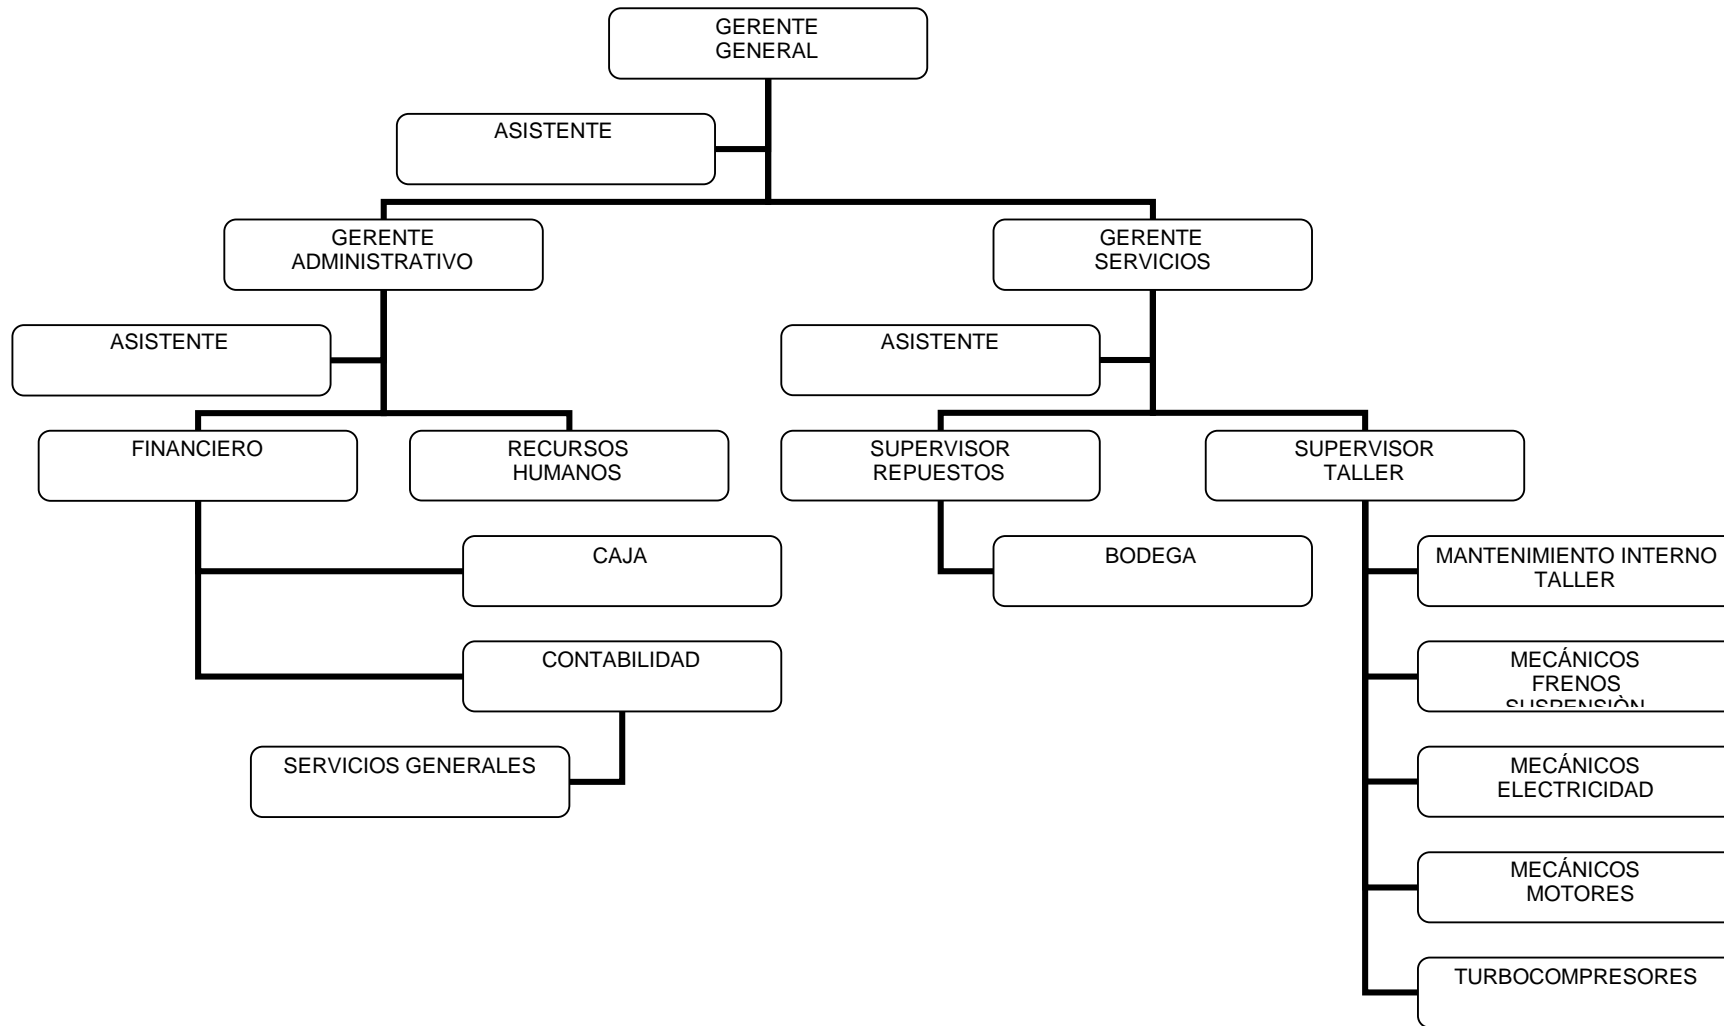 GERENTE
GENERAL
ASISTENTE
GERENTE
ADMINISTRATIVO
GERENTE
SERVICIOS
ASISTENTE
ASISTENTE
FINANCIERO
RECURSOS
HUMANOS
SUPERVISOR
REPUESTOS
SUPERVISOR
TALLER
CAJA
BODEGA
MANTENIMIENTO INTERNO
TALLER
CONTABILIDAD
MECÁNICOS
FRENOS
SUSPENSIÒN
SERVICIOS GENERALES
MECÁNICOS
ELECTRICIDAD
MECÁNICOS
MOTORES
TURBOCOMPRESORES